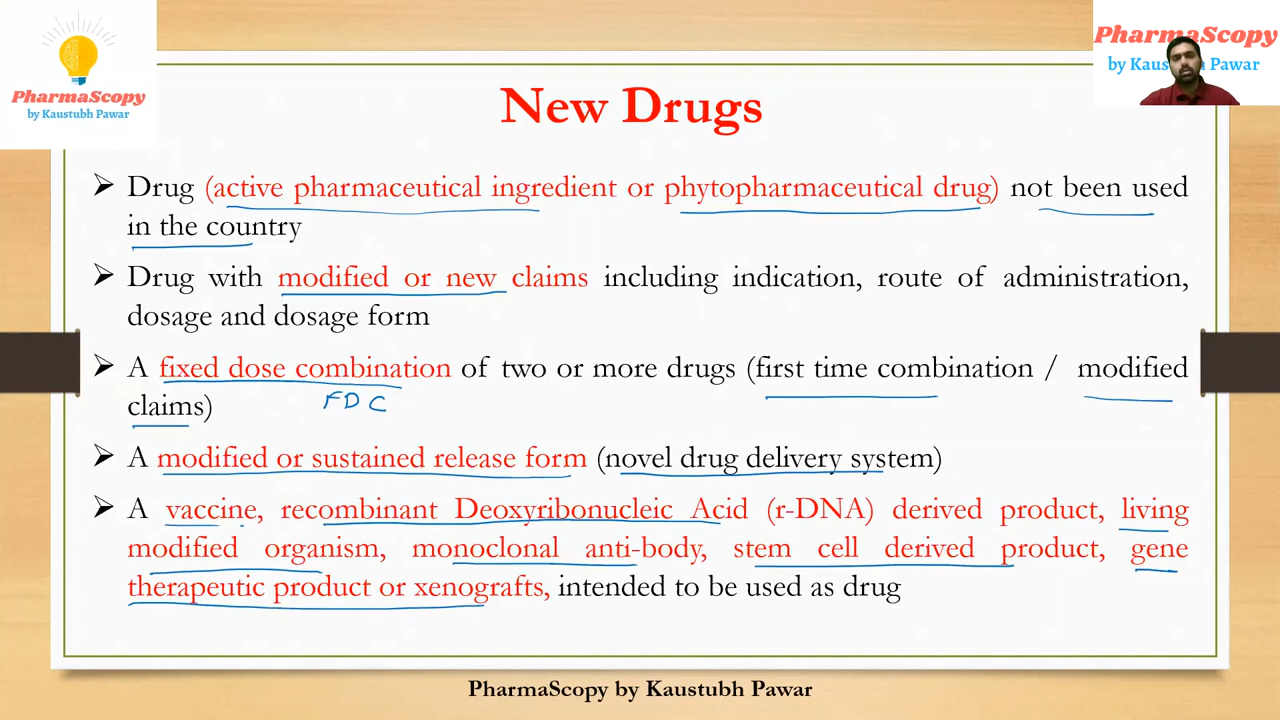 PharmaScopy
by Kaustubh Pawar
PharmaScopy
by Kaus h Pawar
New Drugs
➢ Drug (active pharmaceutical ingredient or phytopharmaceutical drug) not been used
in the country
➢ Drug with modified or new claims including indication, route of administration,
dosage and dosage form
➢ A fixed dose combination of two or more drugs (first time combination / modified
claims)
FDC
➢ A modified or sustained release form (novel drug delivery system)
➢ A vaccine, recombinant Deoxyribonucleic Acid (r-DNA) derived product, living
modified organism, monoclonal anti-body, stem cell derived product, gene
therapeutic product or xenografts, intended to be used as drug
PharmaScopy by Kaustubh Pawar